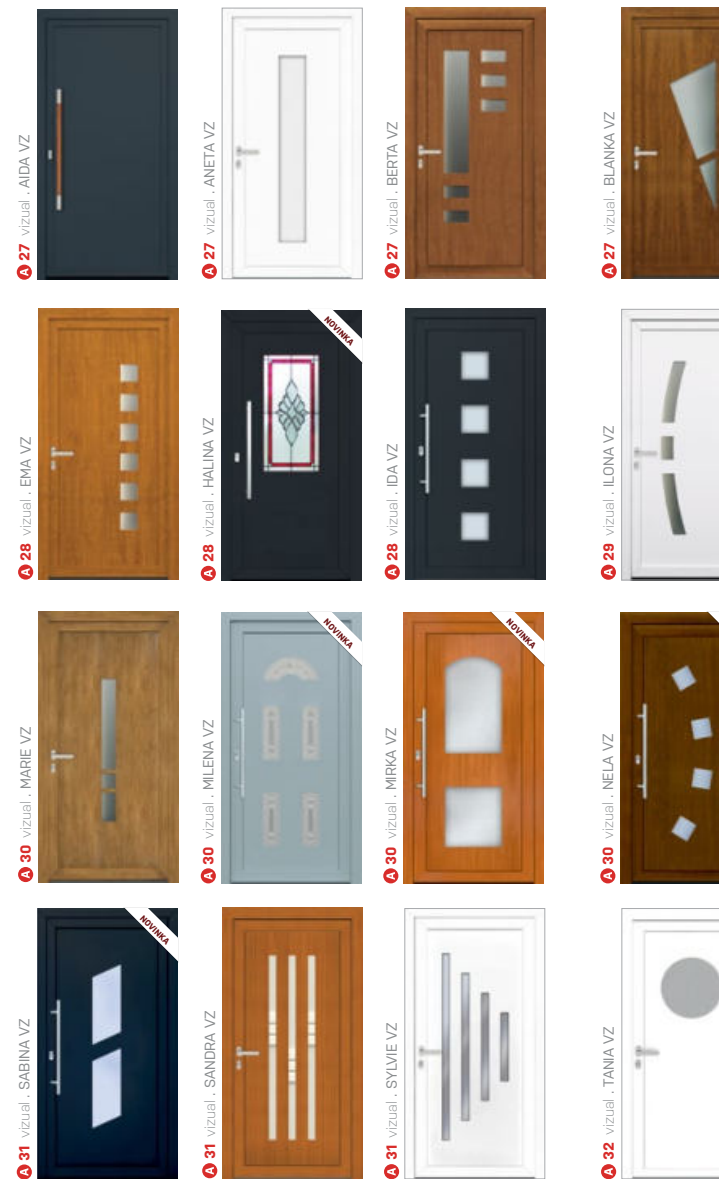 A 27 vizual . AIDA VZ
A 27 vizual . ANETA VZ
A 27 vizual . BERTA VZ
A 27 vizual . BLANKA VZ
A 28 vizual . EMA VZ
A 28 vizual . HALINA VZ
NOVINKA
A 28 vizual . IDA VZ
A 29 vizual . ILONA VZ
A 30 vizual . MARIE VZ
A 30 vizual . MILENA VZ
NOVINKA
A 30 vizual . MIRKA VZ
NOVINKA
A 30 vizual . NELA VZ
A 31 vizual . SABINA VZ
NOVINKA
A 31 vizual . SANDRA VZ
A 31 vizual . SYLVIE VZ
A 32 vizual . TANIA VZ